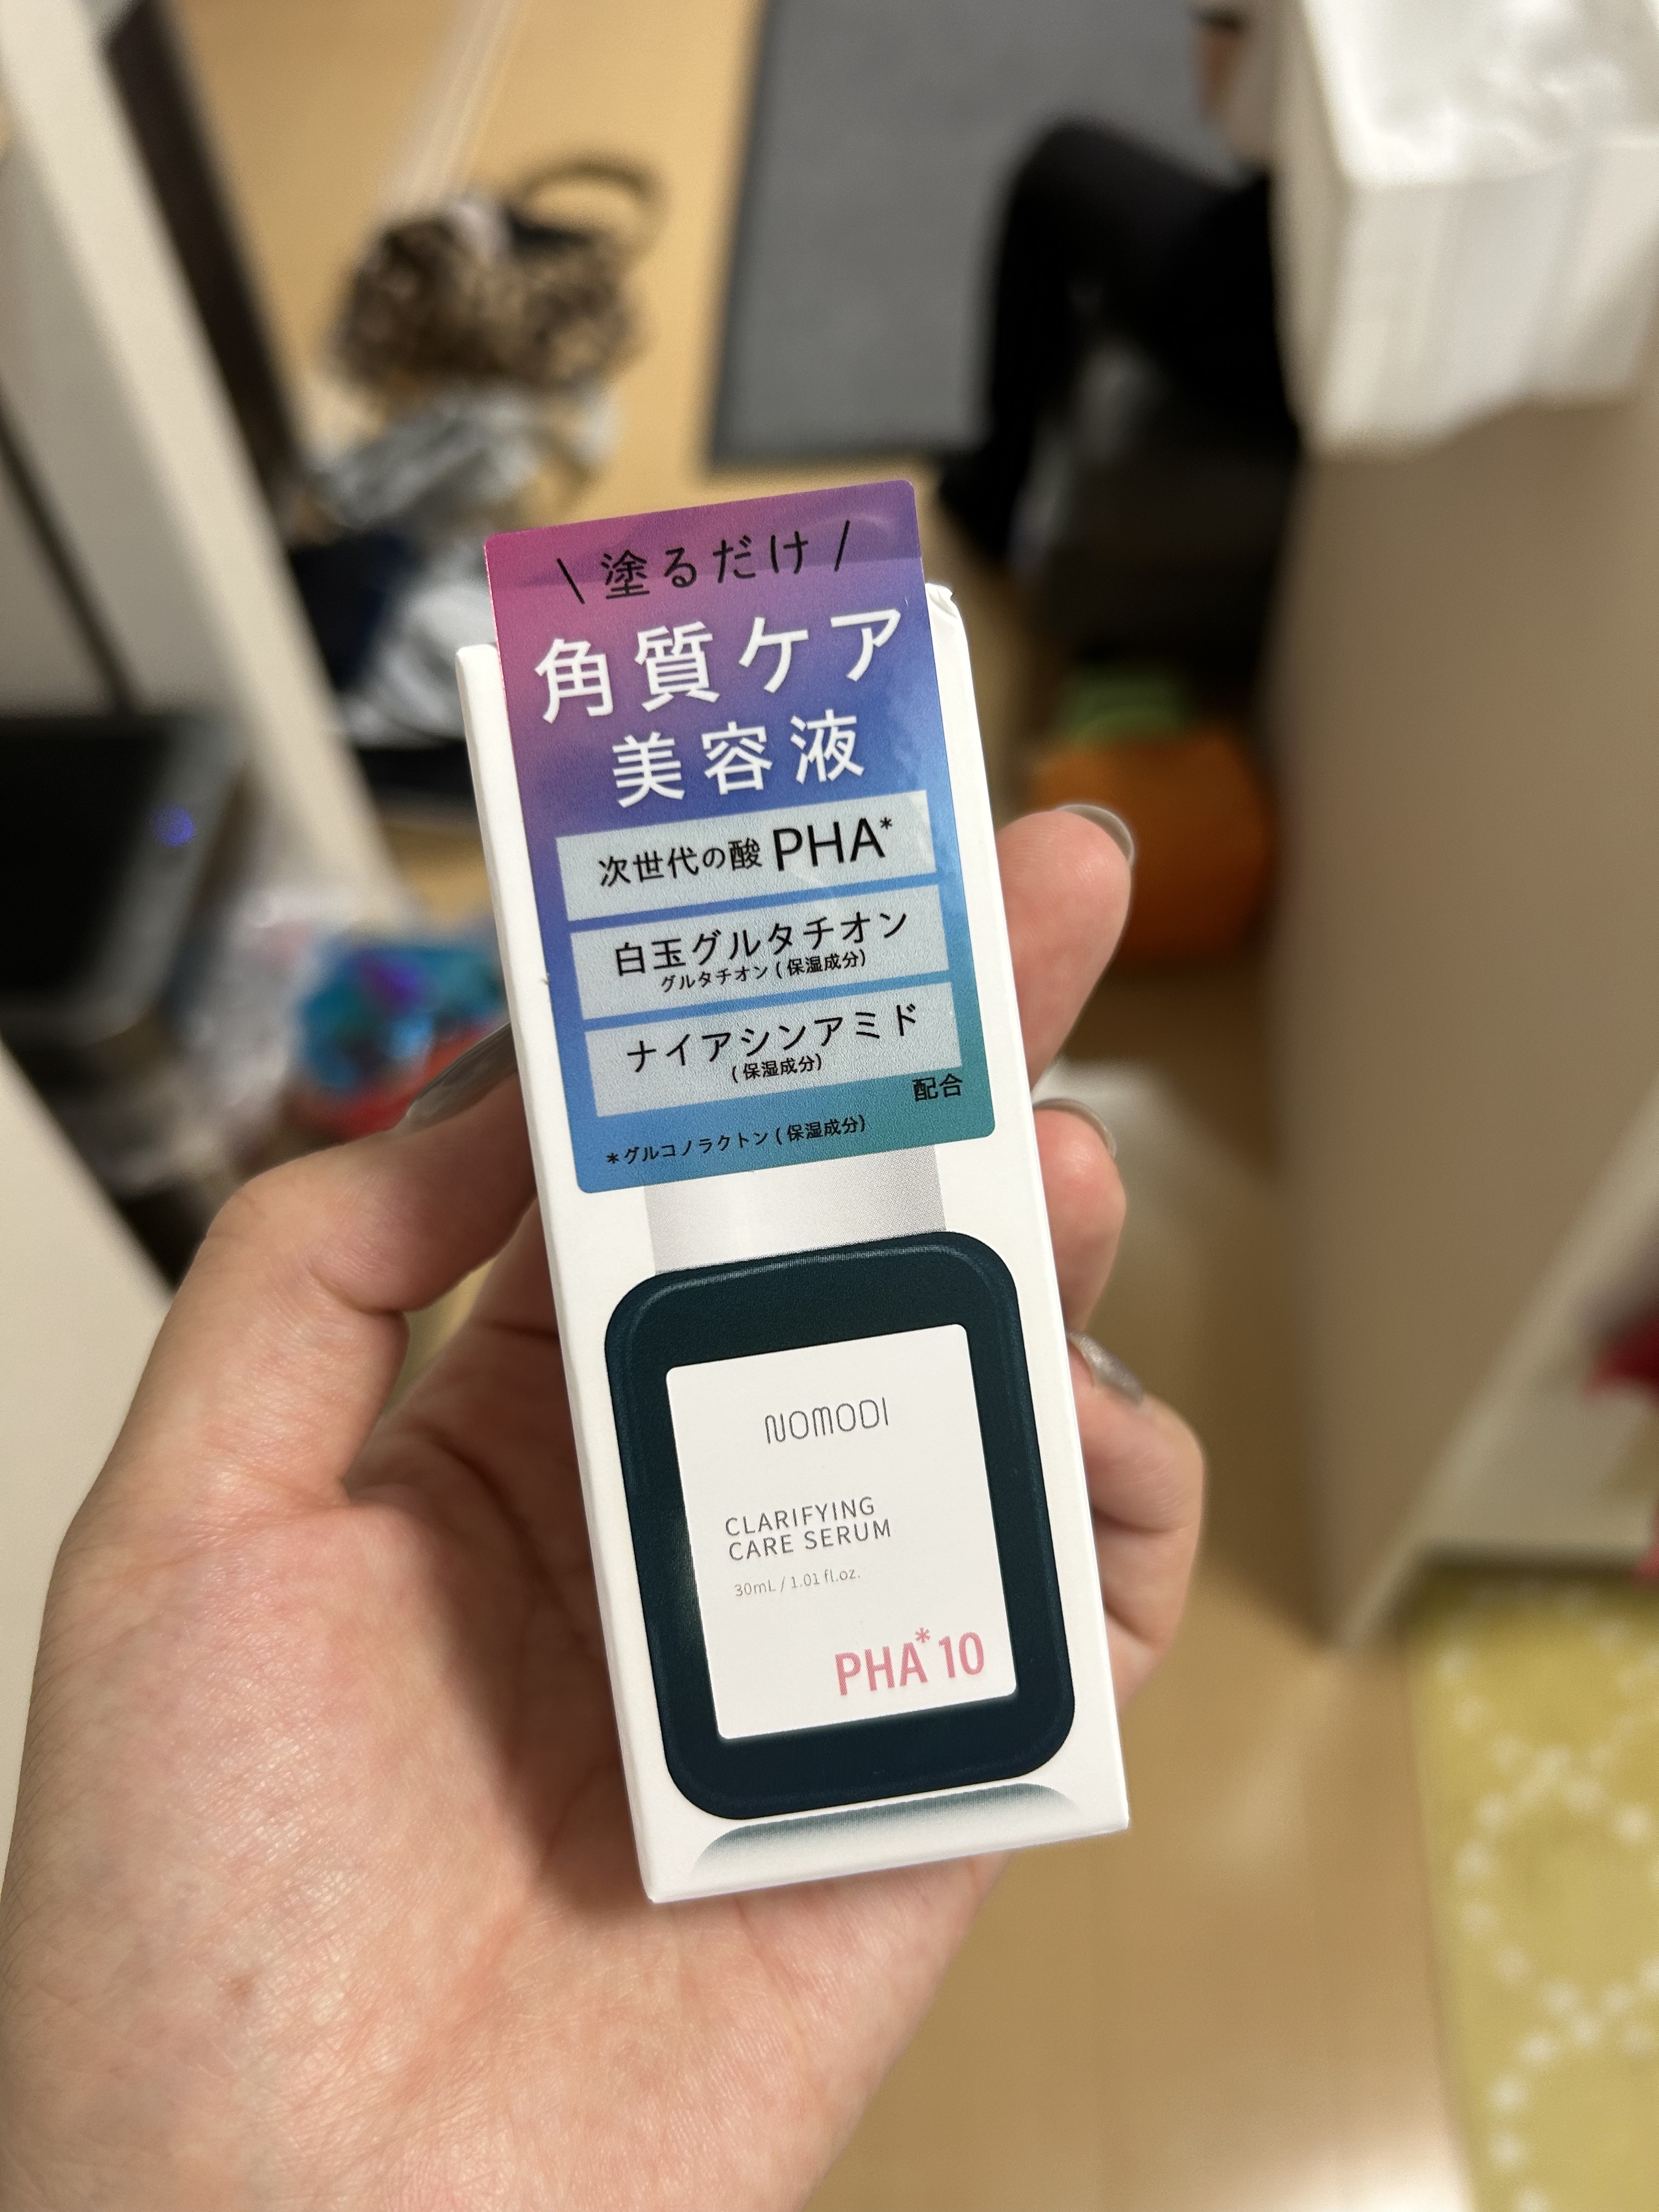 \ 塗るだけ /
角質ケア
美容液
次世代の酸 PHA*
白玉グルタチオン
グルタチオン (保湿成分)
ナイアシンアミド
(保湿成分)
配合
*グルコノラクトン (保湿成分)
NOMODI
CLARIFYING
CARE SERUM
30mL / 1.01 fl.oz.
PHA* 10